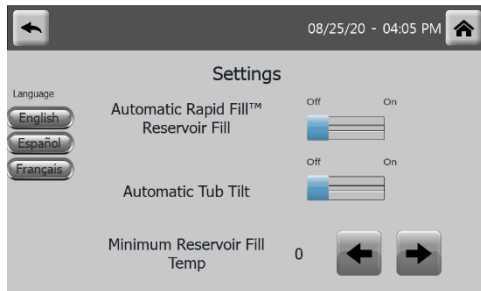 08/25/20 - 04:05 PM
Settings
Language
English
Español
Français
Automatic Rapid Fill™
Reservoir Fill
Off On
Automatic Tub Tilt
Off On
Minimum Reservoir Fill
Temp
0